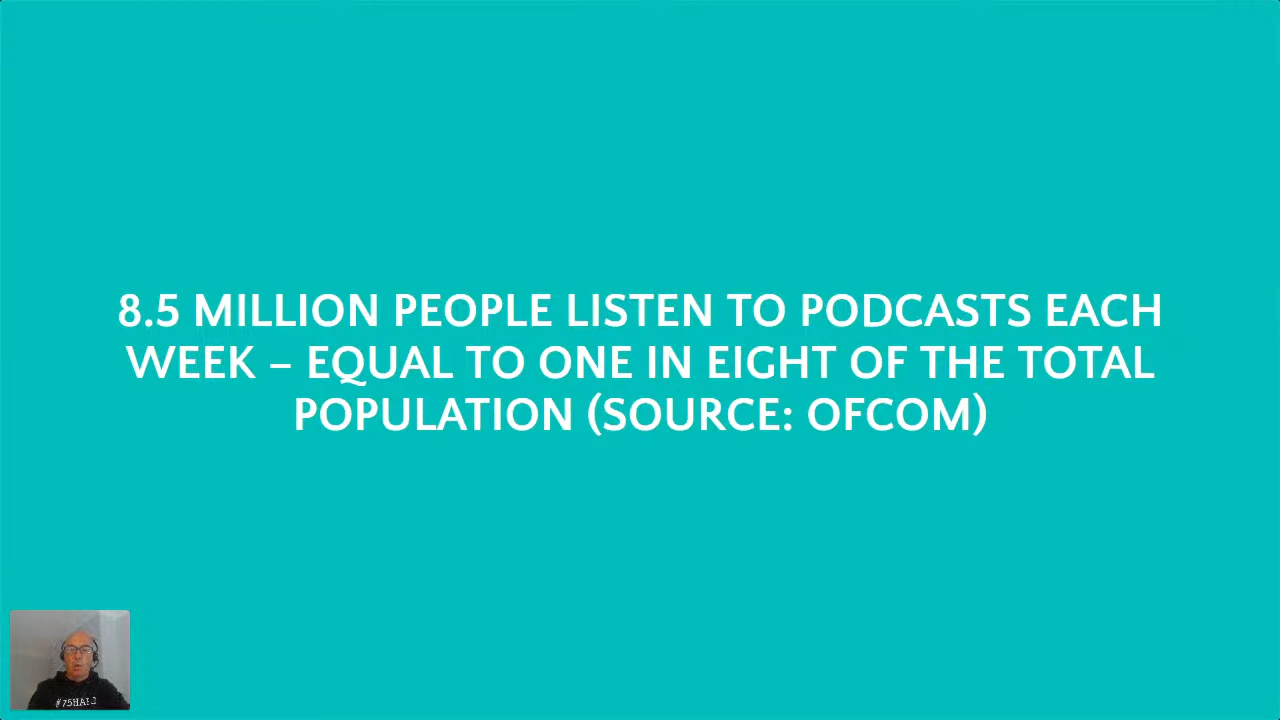 8.5 MILLION PEOPLE LISTEN TO PODCASTS EACH
WEEK – EQUAL TO ONE IN EIGHT OF THE TOTAL
POPULATION (SOURCE: OFCOM)